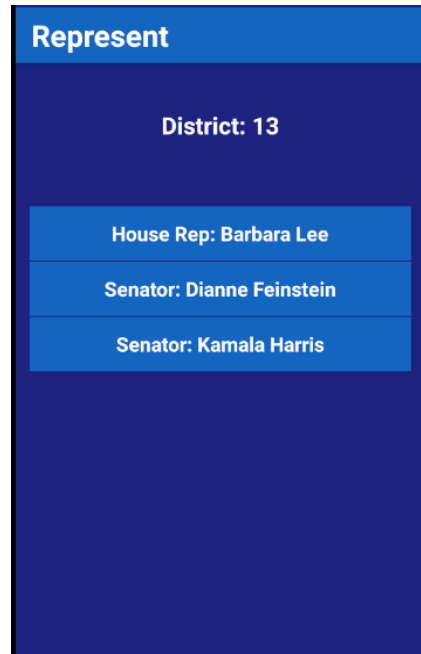 Represent
District: 13
House Rep: Barbara Lee
Senator: Dianne Feinstein
Senator: Kamala Harris